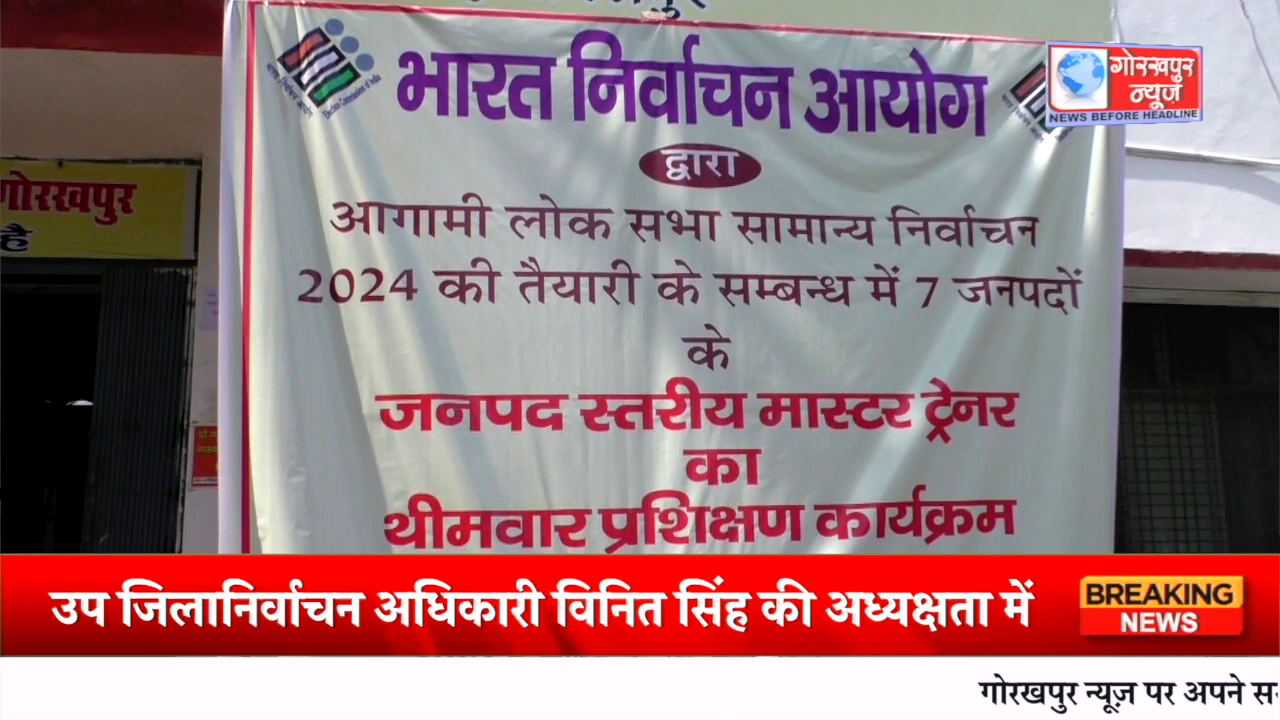 भारत निर्वाचन आयोग
द्वारा
आगामी लोक सभा सामान्य निर्वाचन
2024 की तैयारी के सम्बन्ध में 7 जनपदों
के
जनपद स्तरीय मास्टर ट्रेनर
का
थीमवार प्रशिक्षण कार्यक्रम
गोरखपुर
है
गोरखपुर
न्यूज़
NEWS BEFORE HEADLINE
उप जिलानिर्वाचन अधिकारी विनित सिंह की अध्यक्षता में
BREAKING
NEWS
गोरखपुर न्यूज़ पर अपने